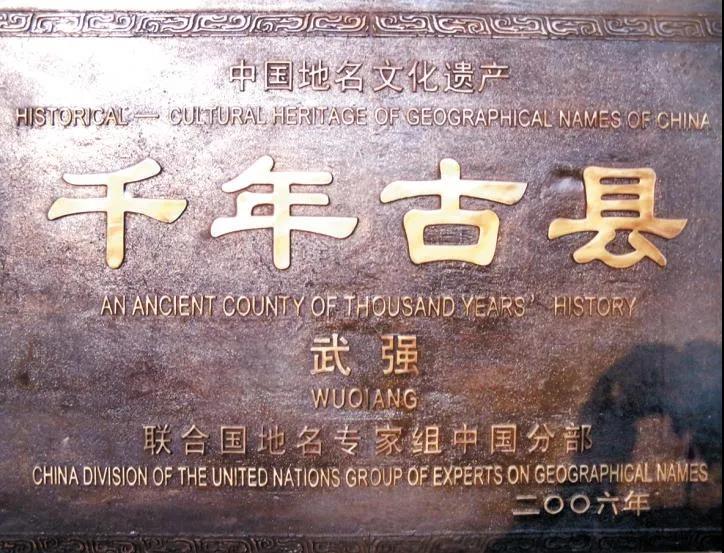 中国地名文化遗产
HISTORICAL — CULTURAL HERITAGE OF GEOGRAPHICAL NAMES OF CHINA
千年古县
AN ANCIENT COUNTY OF THOUSAND YEARS' HISTORY
武强
WUQIANG
联合国地名专家组中国分部
CHINA DIVISION OF THE UNITED NATIONS GROUP OF EXPERTS ON GEOGRAPHICAL NAMES
二〇〇六年